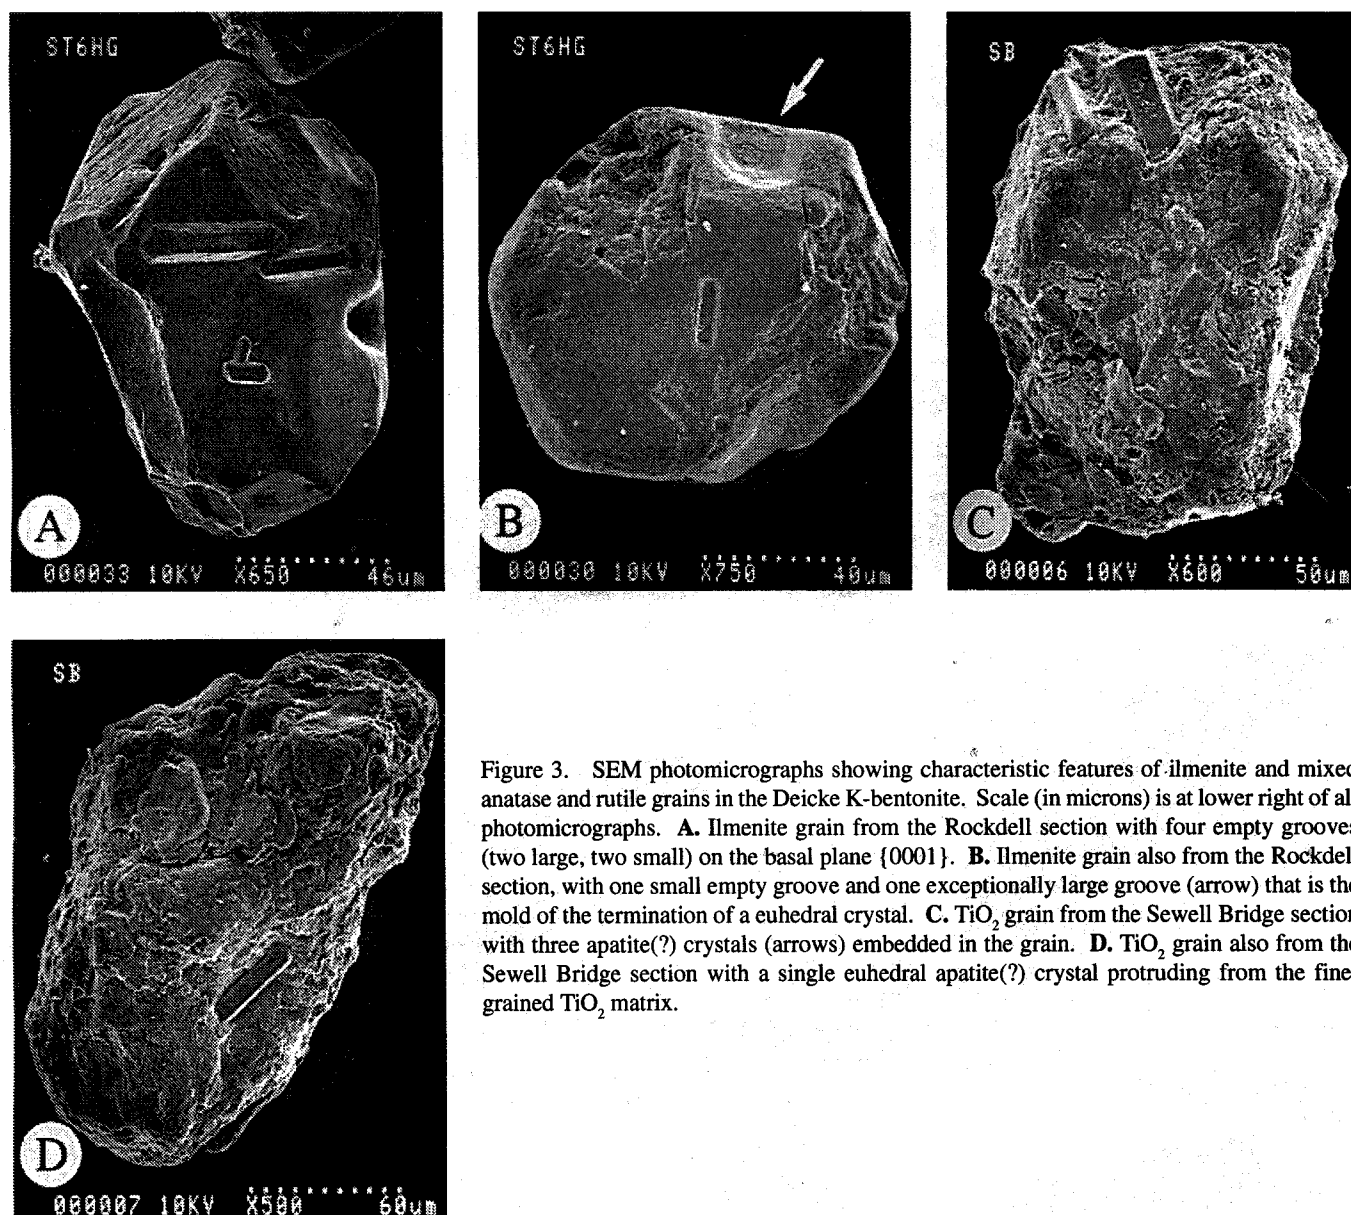 ST6HG
A
000033 10KV X650 46um
ST6HG
B
000030 10KV X750 40um
SB
C
000006 10KV X600 50um
SB
D
000007 10KV X500 60um
Figure 3. SEM photomicrographs showing characteristic features of ilmenite and mixed
anatase and rutile grains in the Deicke K-bentonite. Scale (in microns) is at lower right of al
photomicrographs. A. Ilmenite grain from the Rockdell section with four empty grooves
(two large, two small) on the basal plane {0001}. B. Ilmenite grain also from the Rockdell
section, with one small empty groove and one exceptionally large groove (arrow) that is the
mold of the termination of a euhedral crystal. C. TiO₂ grain from the Sewell Bridge section
with three apatite(?) crystals (arrows) embedded in the grain. D. TiO₂ grain also from the
Sewell Bridge section with a single euhedral apatite(?) crystal protruding from the fine-
grained TiO₂ matrix.